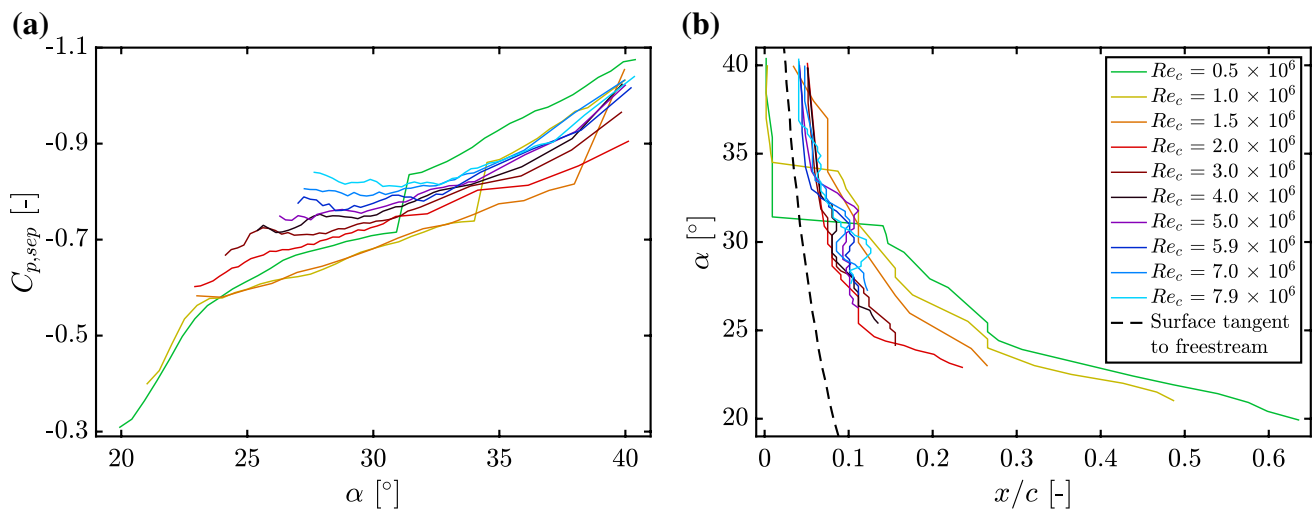 (a)
-1.1
-0.9
-0.7
-0.5
-0.3
C_{p,sep} [-]
20
25
30
35
40
α [°]
(b)
40
35
30
25
20
α [°]
0
0.1
0.2
0.3
0.4
0.5
0.6
x/c [-]
Re_c = 0.5 × 10^6
Re_c = 1.0 × 10^6
Re_c = 1.5 × 10^6
Re_c = 2.0 × 10^6
Re_c = 3.0 × 10^6
Re_c = 4.0 × 10^6
Re_c = 5.0 × 10^6
Re_c = 5.9 × 10^6
Re_c = 7.0 × 10^6
Re_c = 7.9 × 10^6
Surface tangent
to freestream